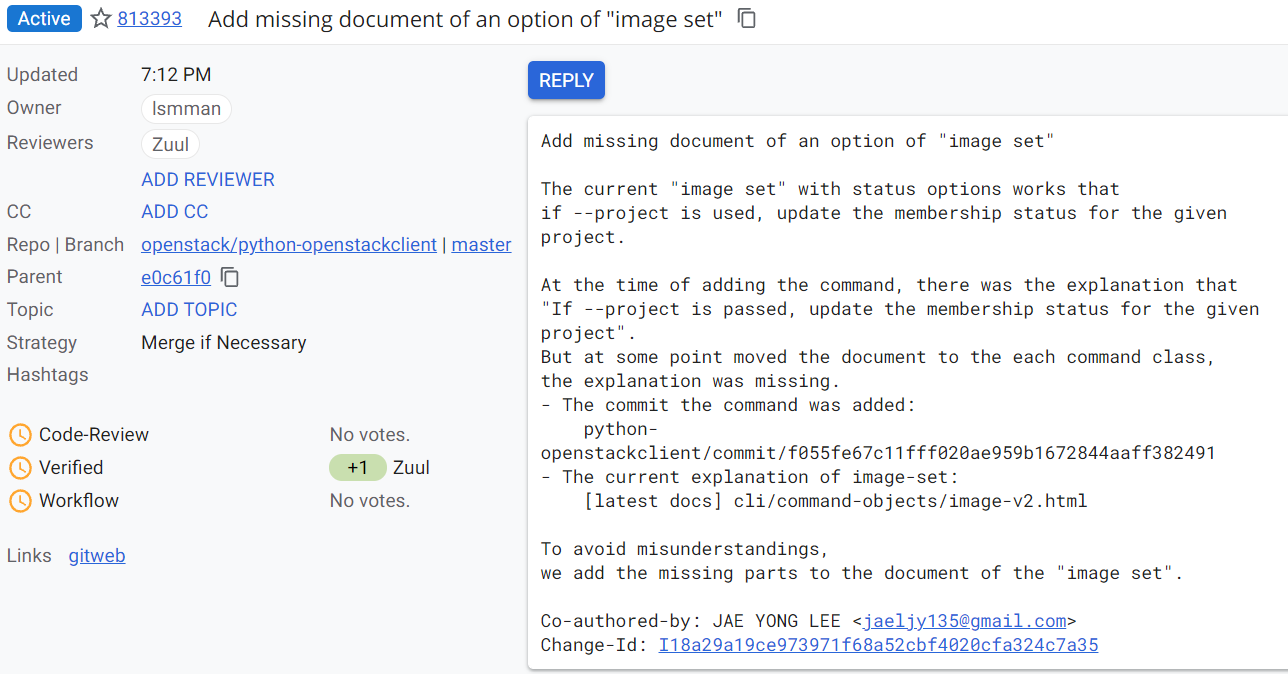 Active 813393 Add missing document of an option of "image set"
Updated 7:12 PM
Owner Ismman
Reviewers Zuul
ADD REVIEWER
CC ADD CC
Repo | Branch openstack/python-openstackclient | master
Parent e0c61f0
Topic ADD TOPIC
Strategy Merge if Necessary
Hashtags
Code-Review No votes.
Verified +1 Zuul
Workflow No votes.
Links gitweb
REPLY
Add missing document of an option of "image set"
The current "image set" with status options works that
if --project is used, update the membership status for the given
project.
At the time of adding the command, there was the explanation that
"If --project is passed, update the membership status for the given
project".
But at some point moved the document to the each command class,
the explanation was missing.
- The commit the command was added:
python-
openstackclient/commit/f055fe67c11fff020ae959b1672844aaff382491
- The current explanation of image-set:
[latest docs] cli/command-objects/image-v2.html
To avoid misunderstandings,
we add the missing parts to the document of the "image set".
Co-authored-by: JAE YONG LEE <jaeljy135@gmail.com>
Change-Id: I18a29a19ce973971f68a52cbf4020cfa324c7a35